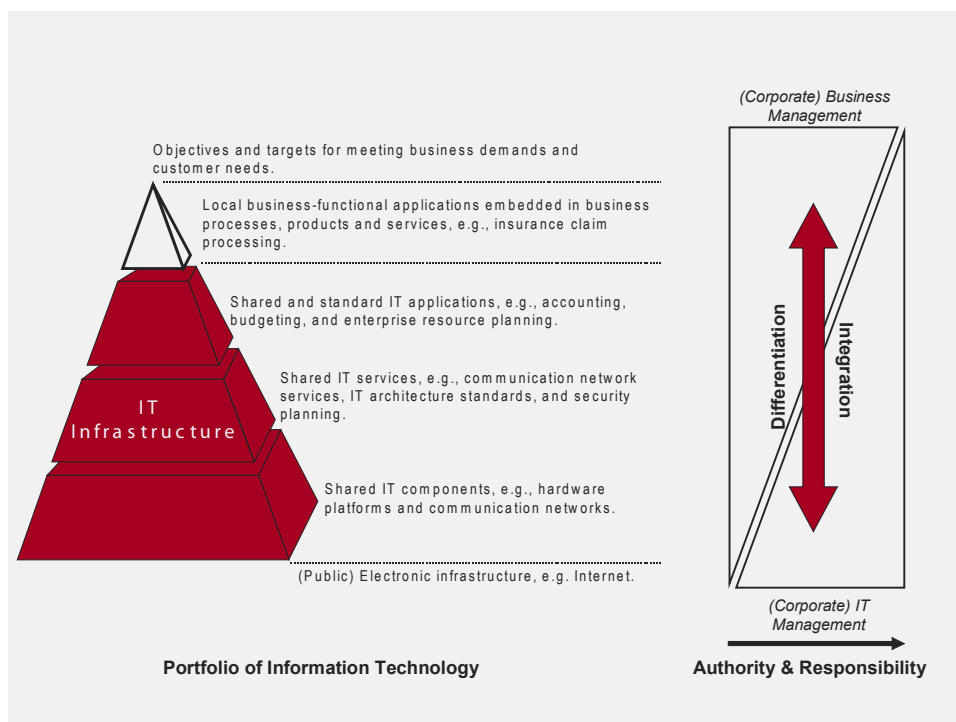 Objectives and targets for meeting business demands and
customer needs.
Local business-functional applications embedded in business
processes, products and services, e.g., insurance claim
processing.
Shared and standard IT applications, e.g., accounting,
budgeting, and enterprise resource planning.
Shared IT services, e.g., communication network
services, IT architecture standards, and security
planning.
IT
Infrastructure
Shared IT components, e.g., hardware
platforms and communication networks.
(Public) Electronic infrastructure, e.g. Internet.
Portfolio of Information Technology
(Corporate) Business
Management
Differentiation
Integration
(Corporate) IT
Management
Authority & Responsibility